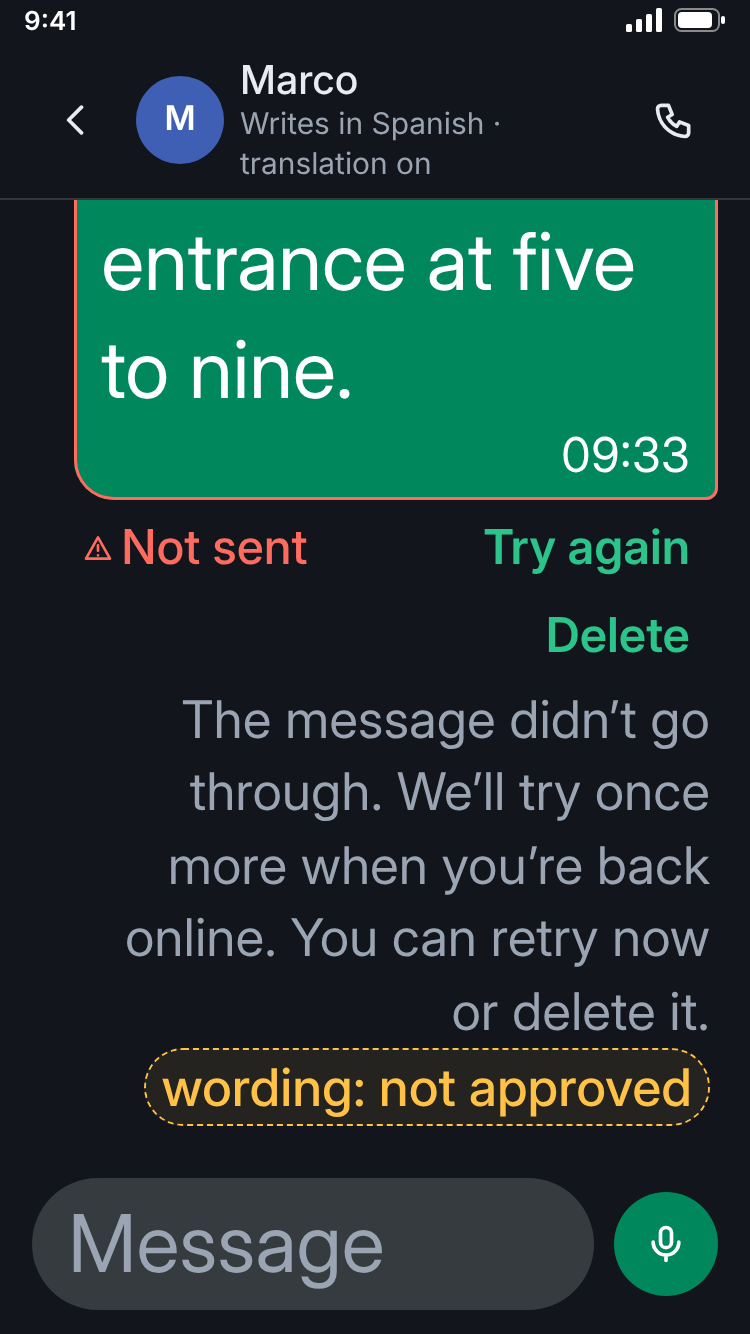 9:41
M
Marco
Writes in Spanish ·
translation on
entrance at five
to nine.
09:33
Not sent
Try again
Delete
The message didn’t go
through. We’ll try once
more when you’re back
online. You can retry now
or delete it.
wording: not approved
Message